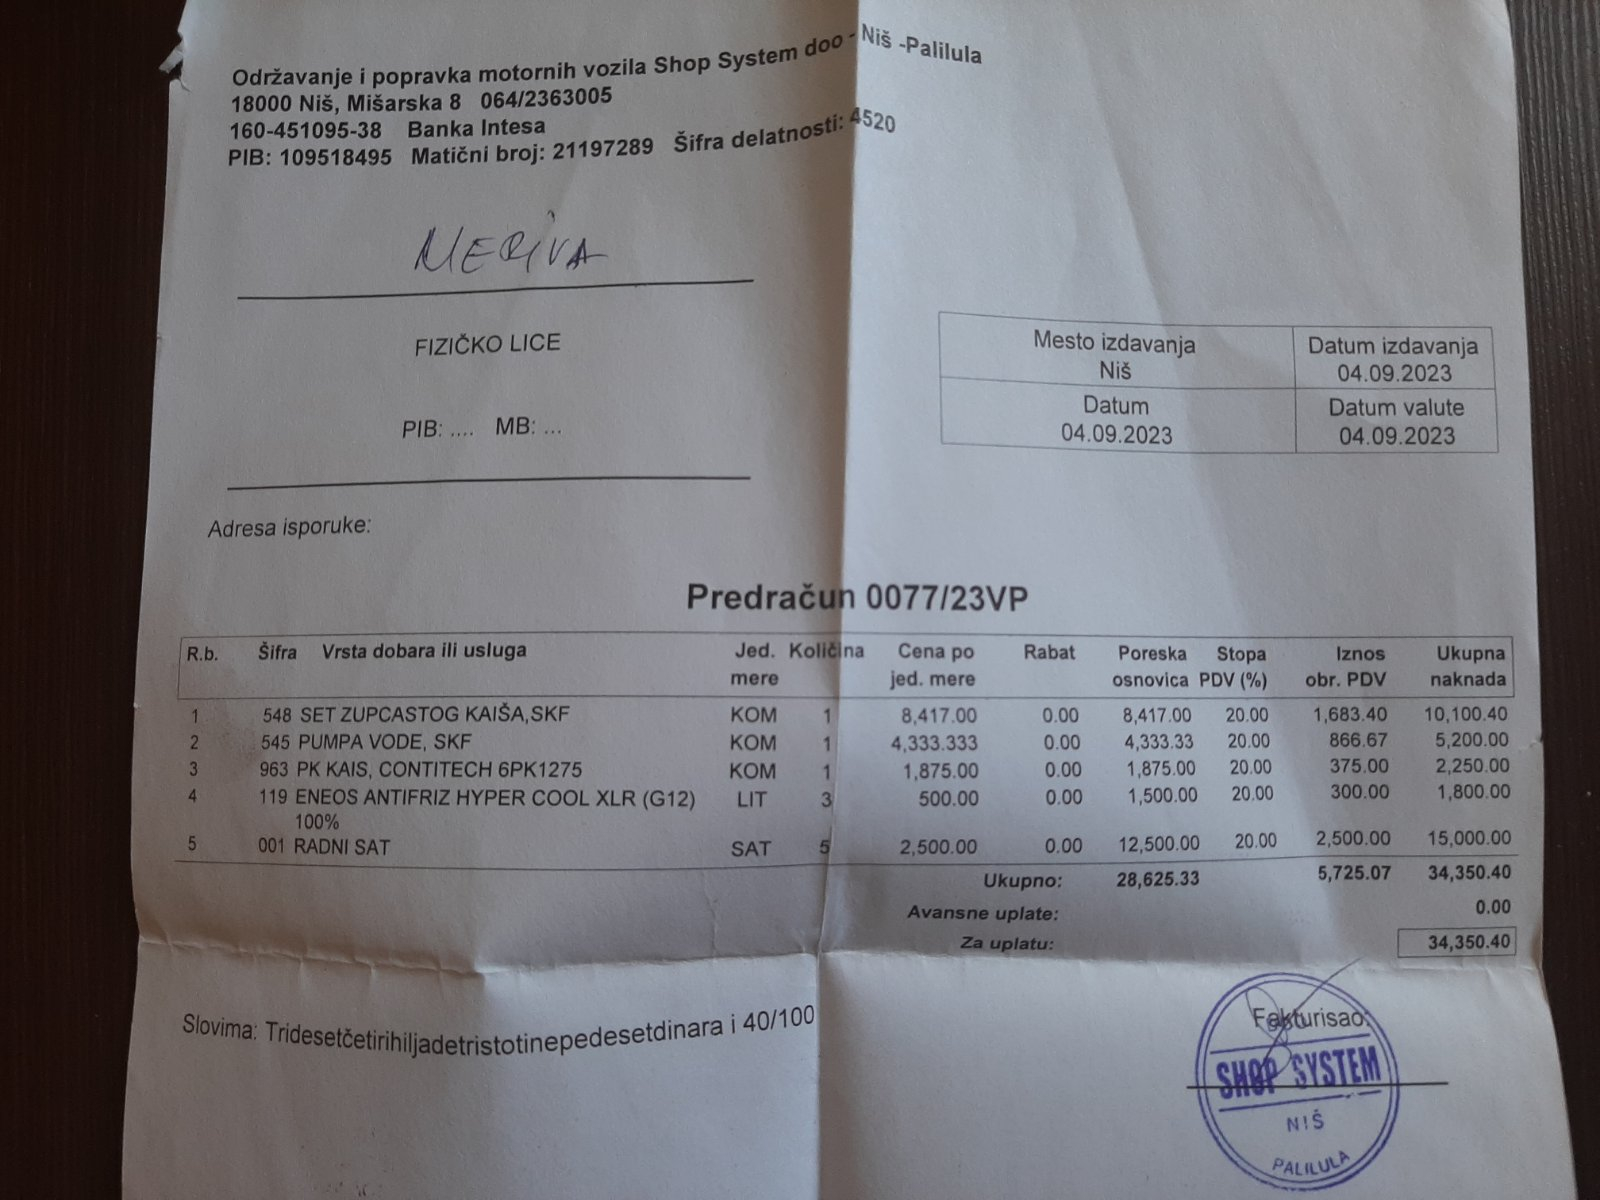 Održavanje i popravka motornih vozila Shop System doo - Niš -Palilula
18000 Niš, Mišarska 8 064/2363005
160-451095-38 Banka Intesa
PIB: 109518495 Matični broj: 21197289 Šifra delatnosti: 4520
MERIVA
FIZIČKO LICE
PIB: .... MB: ...
Mesto izdavanja Datum izdavanja
Niš 04.09.2023
Datum Datum valute
04.09.2023 04.09.2023
Adresa isporuke:
Predračun 0077/23VP
R.b. Šifra Vrsta dobara ili usluga Jed. Količina Cena po Rabat Poreska Stopa Iznos Ukupna
mere jed. mere osnovica PDV (%) obr. PDV naknada
1 548 SET ZUPCASTOG KAIŠA,SKF KOM 1 8,417.00 0.00 8,417.00 20.00 1,683.40 10,100.40
2 545 PUMPA VODE, SKF KOM 1 4,333.333 0.00 4,333.33 20.00 866.67 5,200.00
3 963 PK KAIS, CONTITECH 6PK1275 KOM 1 1,875.00 0.00 1,875.00 20.00 375.00 2,250.00
4 119 ENEOS ANTIFRIZ HYPER COOL XLR (G12) LIT 3 500.00 0.00 1,500.00 20.00 300.00 1,800.00
100%
5 001 RADNI SAT SAT 5 2,500.00 0.00 12,500.00 20.00 2,500.00 15,000.00
Ukupno: 28,625.33 5,725.07 34,350.40
Avansne uplate: 0.00
Za uplatu: 34,350.40
Slovima: Tridesetčetirihiljadetristotinepedesetdinara i 40/100
Fakturisao:
SHOP SYSTEM
NIŠ
PALILULA